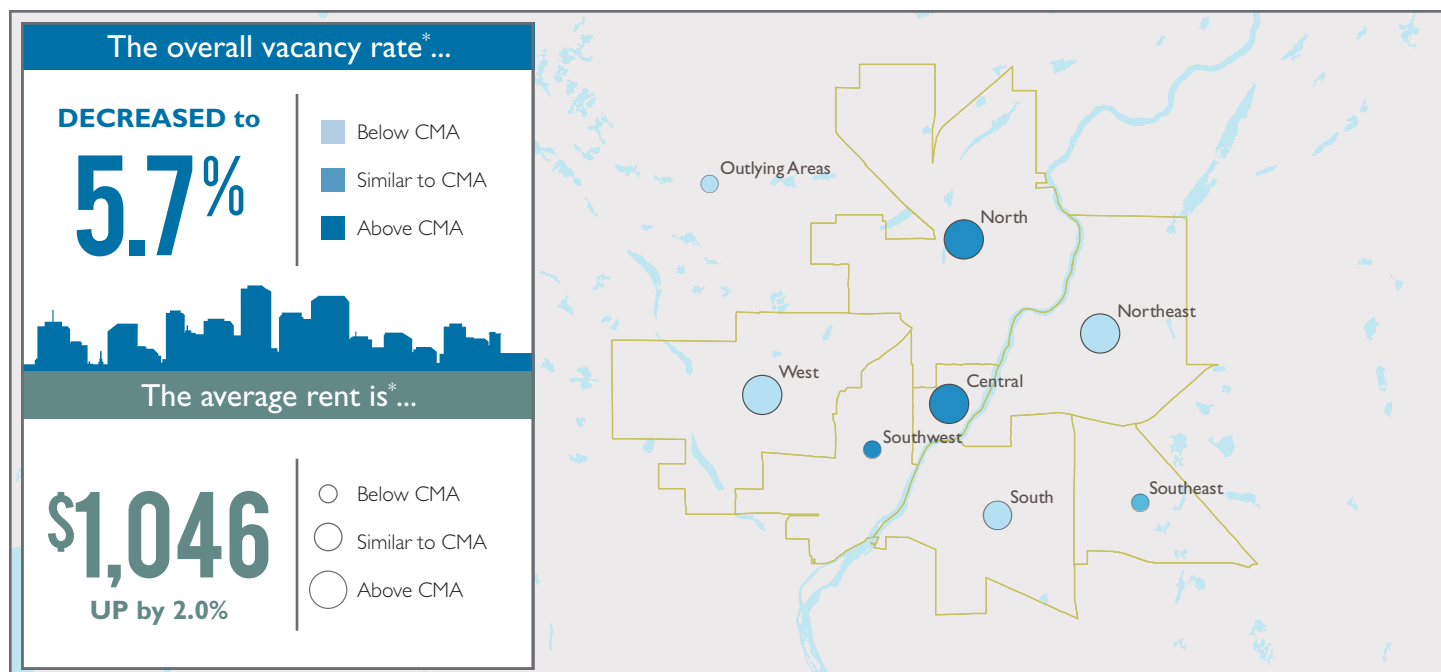 The overall vacancy rate*...
DECREASED to
5.7%
Below CMA
Similar to CMA
Above CMA
The average rent is*...
$1,046
UP by 2.0%
Below CMA
Similar to CMA
Above CMA
Outlying Areas
North
Northeast
West
Central
Southwest
South
Southeast